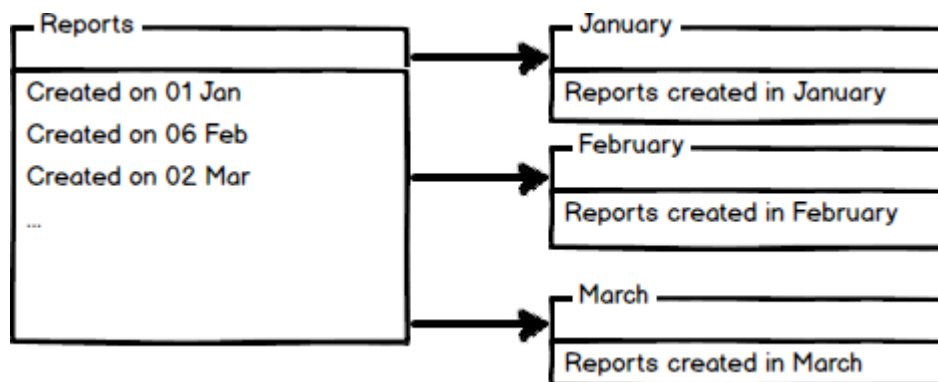 Reports
Created on 01 Jan
Created on 06 Feb
Created on 02 Mar
...
January
Reports created in January
February
Reports created in February
March
Reports created in March